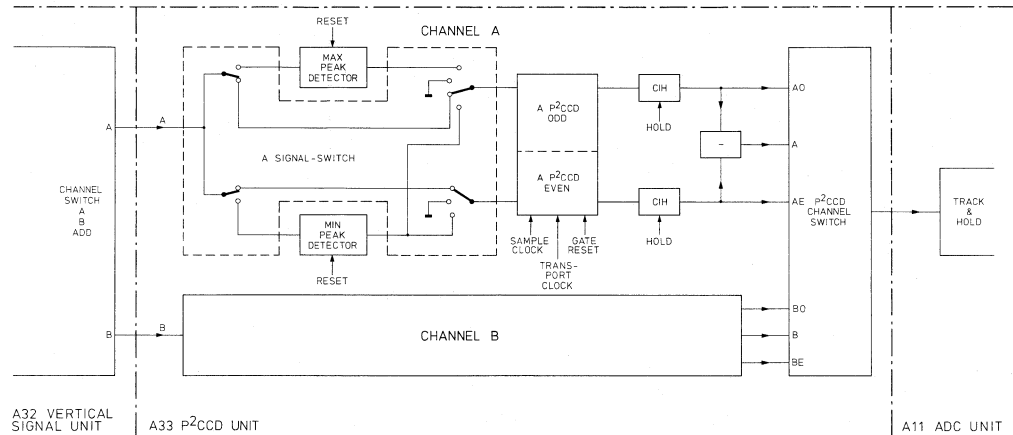 RESET
CHANNEL A
MAX
PEAK
DETECTOR
A
A
A SIGNAL-SWITCH
CHANNEL
SWITCH
A
B
ADD
MIN
PEAK
DETECTOR
RESET
A P²CCD
ODD
A P²CCD
EVEN
SAMPLE
CLOCK
TRANS-
PORT
CLOCK
GATE
RESET
CIH
HOLD
-
CIH
HOLD
AO
A
AE
P²CCD
CHANNEL
SWITCH
TRACK
&
HOLD
B
B
CHANNEL B
BO
B
BE
A32 VERTICAL
SIGNAL UNIT
A33 P²CCD UNIT
A11 ADC UNIT